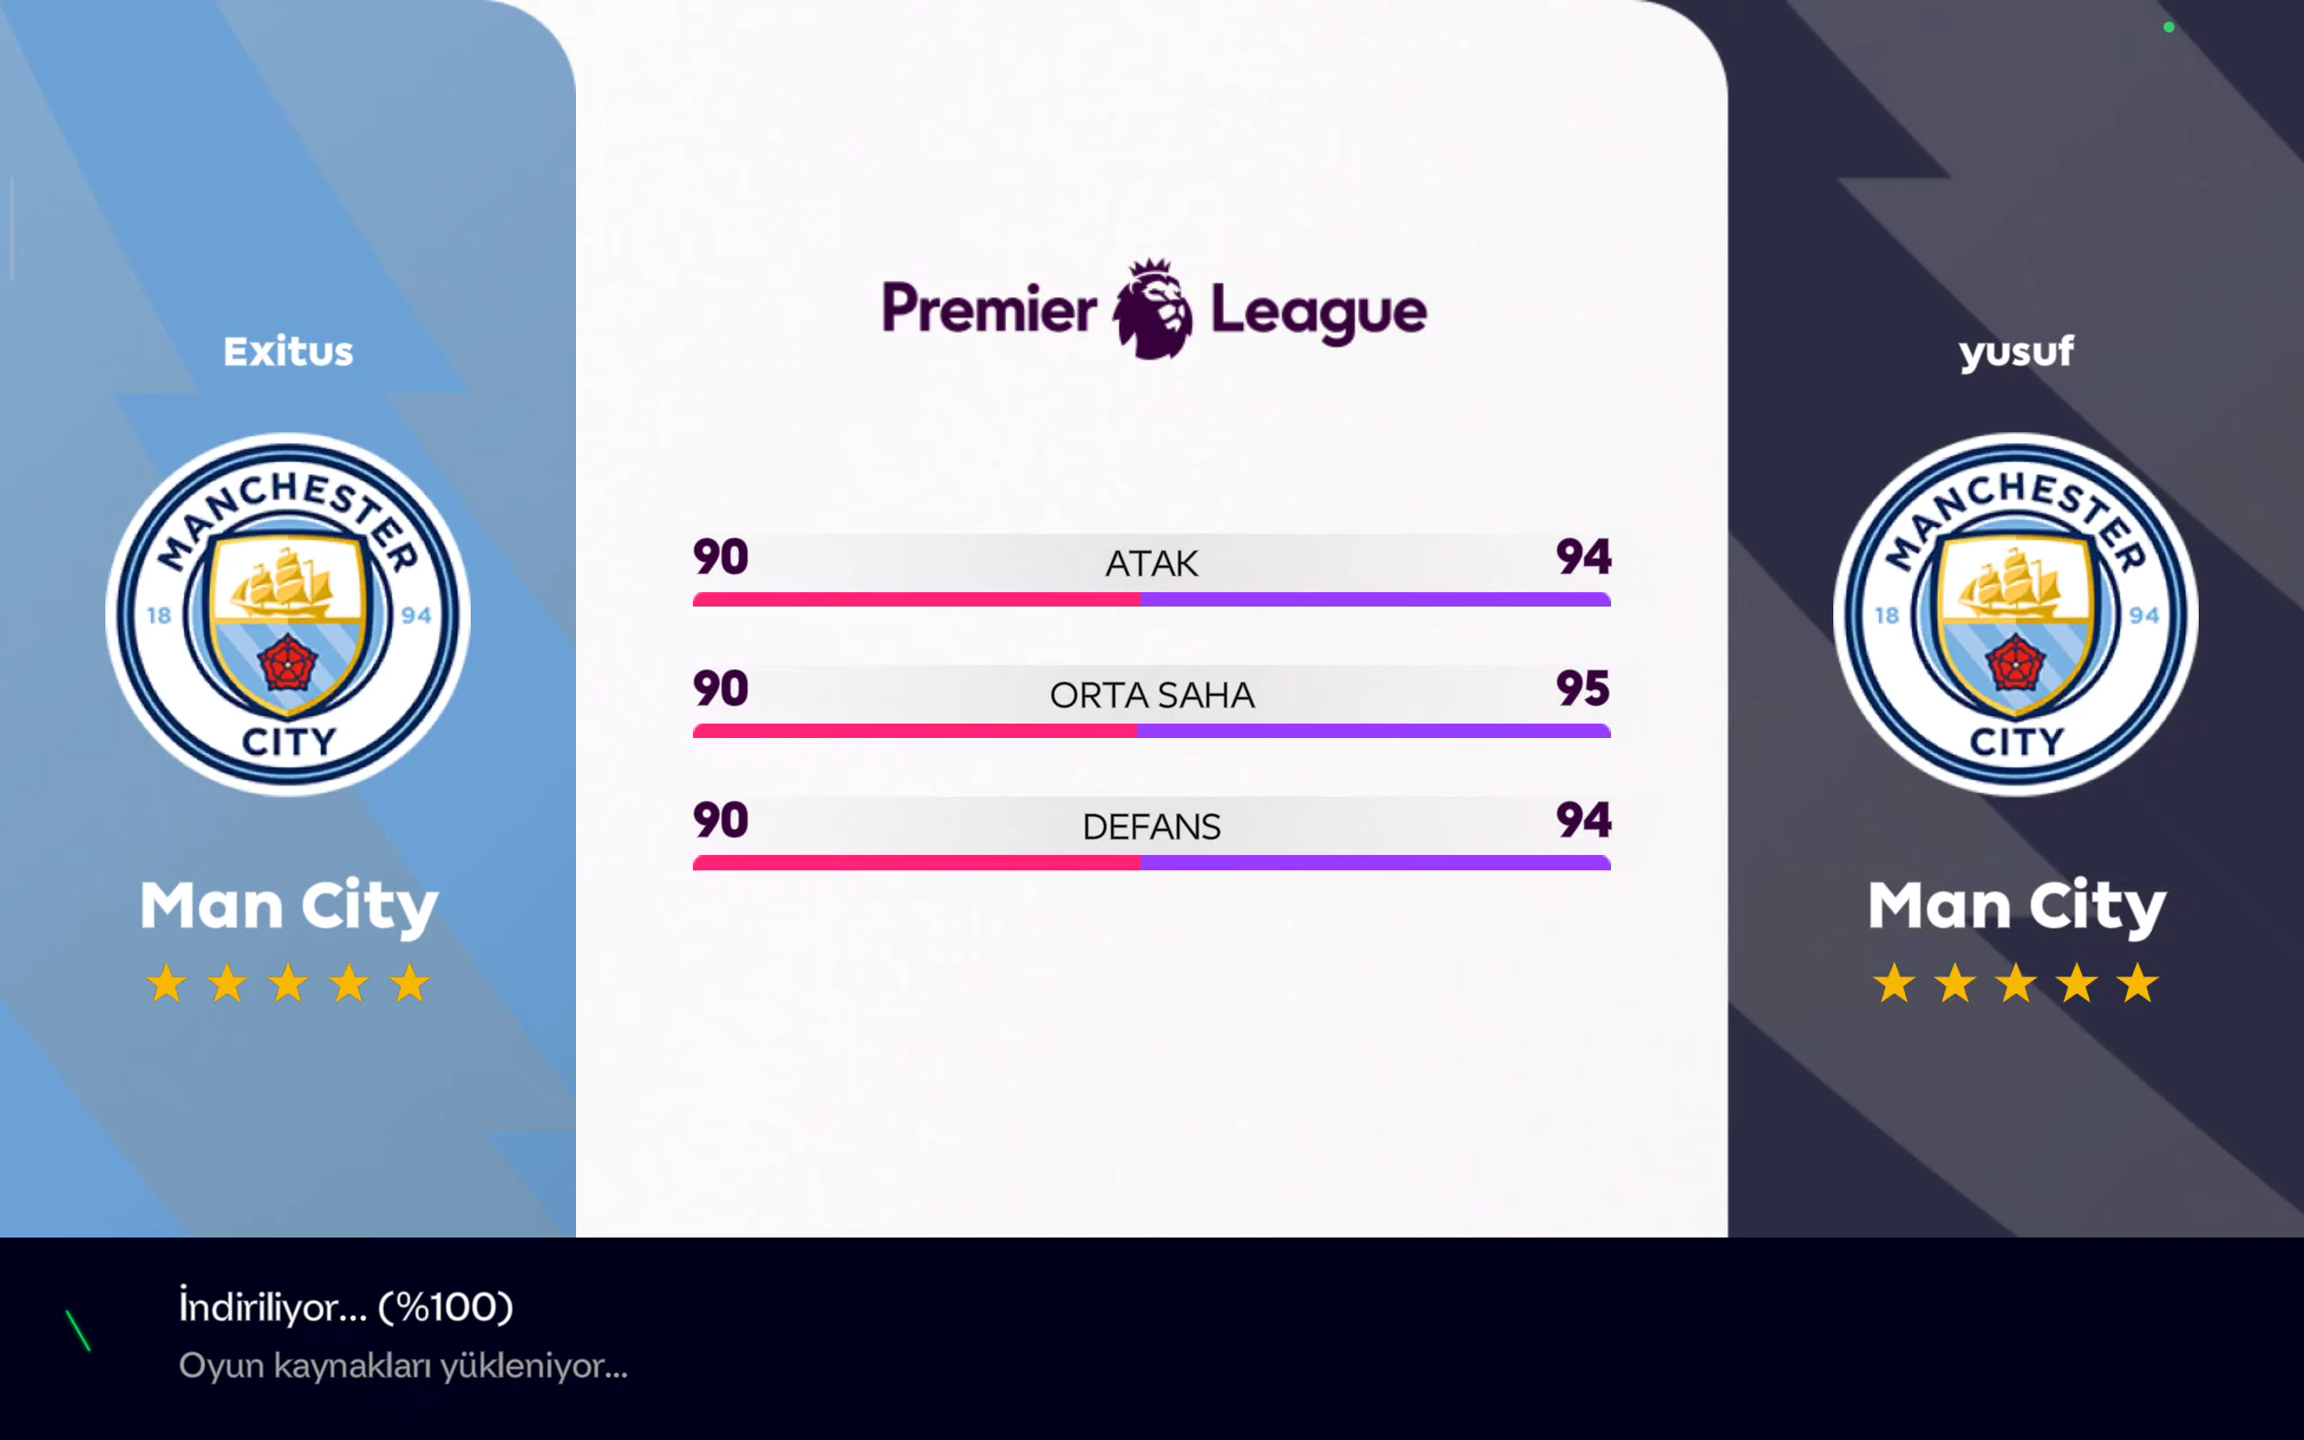 Premier League
Exitus
MANCHESTER
18 94
CITY
Man City
90 ATAK 94
90 ORTA SAHA 95
90 DEFANS 94
yusuf
MANCHESTER
18 94
CITY
Man City
İndiriliyor... (%100)
Oyun kaynakları yükleniyor...